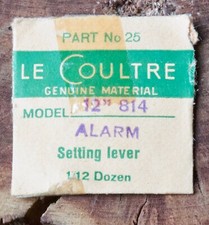 PART No 25
LE COULTRE
GENUINE MATERIAL
MODEL: 12''' 814
ALARM
Setting lever
1/12 Dozen